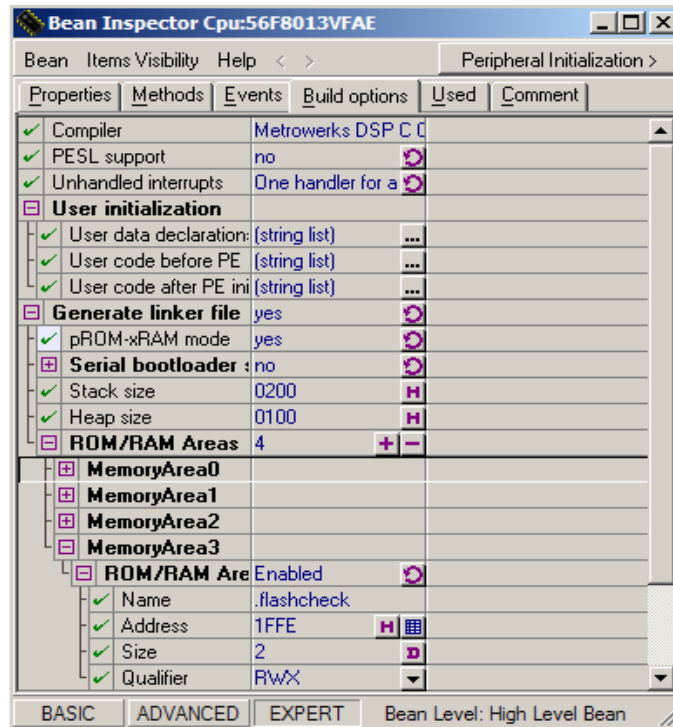 Bean Inspector Cpu:56F8013VFAE
Bean Items Visibility Help < > Peripheral Initialization >
Properties Methods Events Build options Used Comment
Compiler Metrowerks DSP C C
PESL support no
Unhandled interrupts One handler for a
User initialization
User data declaration: (string list) ...
User code before PE (string list) ...
User code after PE ini (string list) ...
Generate linker file yes
pROM-xRAM mode yes
Serial bootloader s no
Stack size 0200 H
Heap size 0100 H
ROM/RAM Areas 4 + -
MemoryArea0
MemoryArea1
MemoryArea2
MemoryArea3
ROM/RAM Are Enabled
Name .flashcheck
Address 1FFE H
Size 2 D
Qualifier RWX
BASIC ADVANCED EXPERT Bean Level: High Level Bean